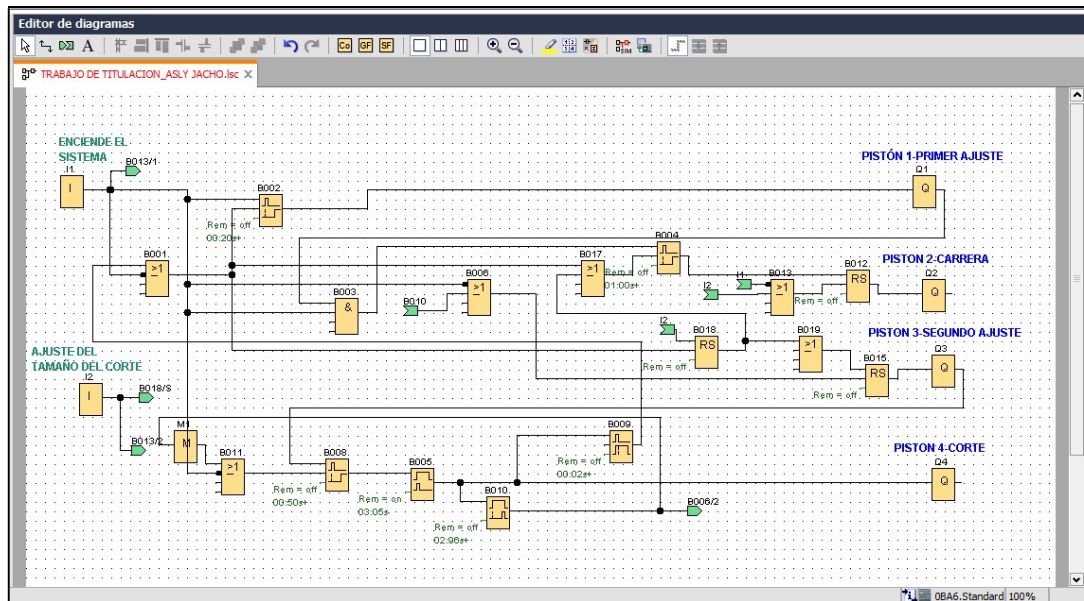 Editor de diagramas
A
Co GF SF
TRABAJO DE TITULACION_ASLY JACHO.lsc
ENCIENDE EL
SISTEMA
B013/1
I1
I
PISTÓN 1-PRIMER AJUSTE
Q1
Q
B002
Rem = off
00:20s+
B001
>1
B004
Rem = off
01:00s+
B017
>1
B006
>1
B010
B003
&
I1
I2
B013
>1
Rem = off
B012
RS
PISTON 2-CARRERA
Q2
Q
I2
B018
RS
Rem = off
B019
>1
B015
RS
Rem = off
PISTON 3-SEGUNDO AJUSTE
Q3
Q
AJUSTE DEL
TAMAÑO DEL CORTE
I2
I
B018/S
B013/2
M1
M
B011
>1
B008
Rem = off
00:50s+
B005
Rem = on
03:05s-
B009
Rem = off
00:02s+
B010
Rem = off
02:96s+
B006/2
PISTON 4-CORTE
Q4
Q
0BA6.Standard 100%